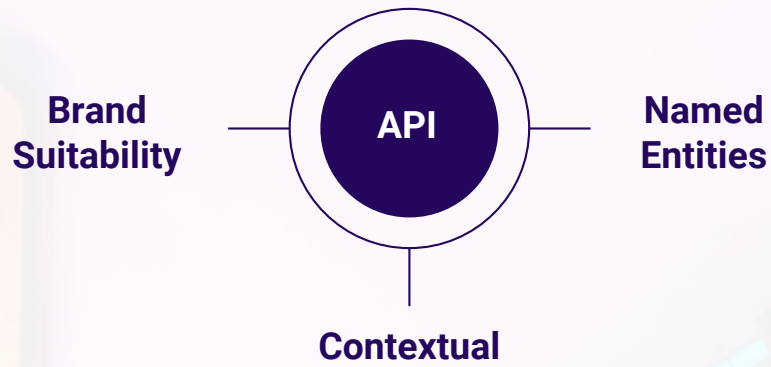 Brand
Suitability
API
Named
Entities
Contextual